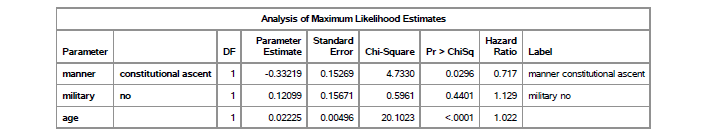 Analysis of Maximum Likelihood Estimates
Parameter DF Parameter Estimate Standard Error Chi-Square Pr > ChiSq Hazard Ratio Label
manner constitutional ascent 1 -0.33219 0.15269 4.7330 0.0296 0.717 manner constitutional ascent
military no 1 0.12099 0.15671 0.5961 0.4401 1.129 military no
age 1 0.02225 0.00496 20.1023 <.0001 1.022